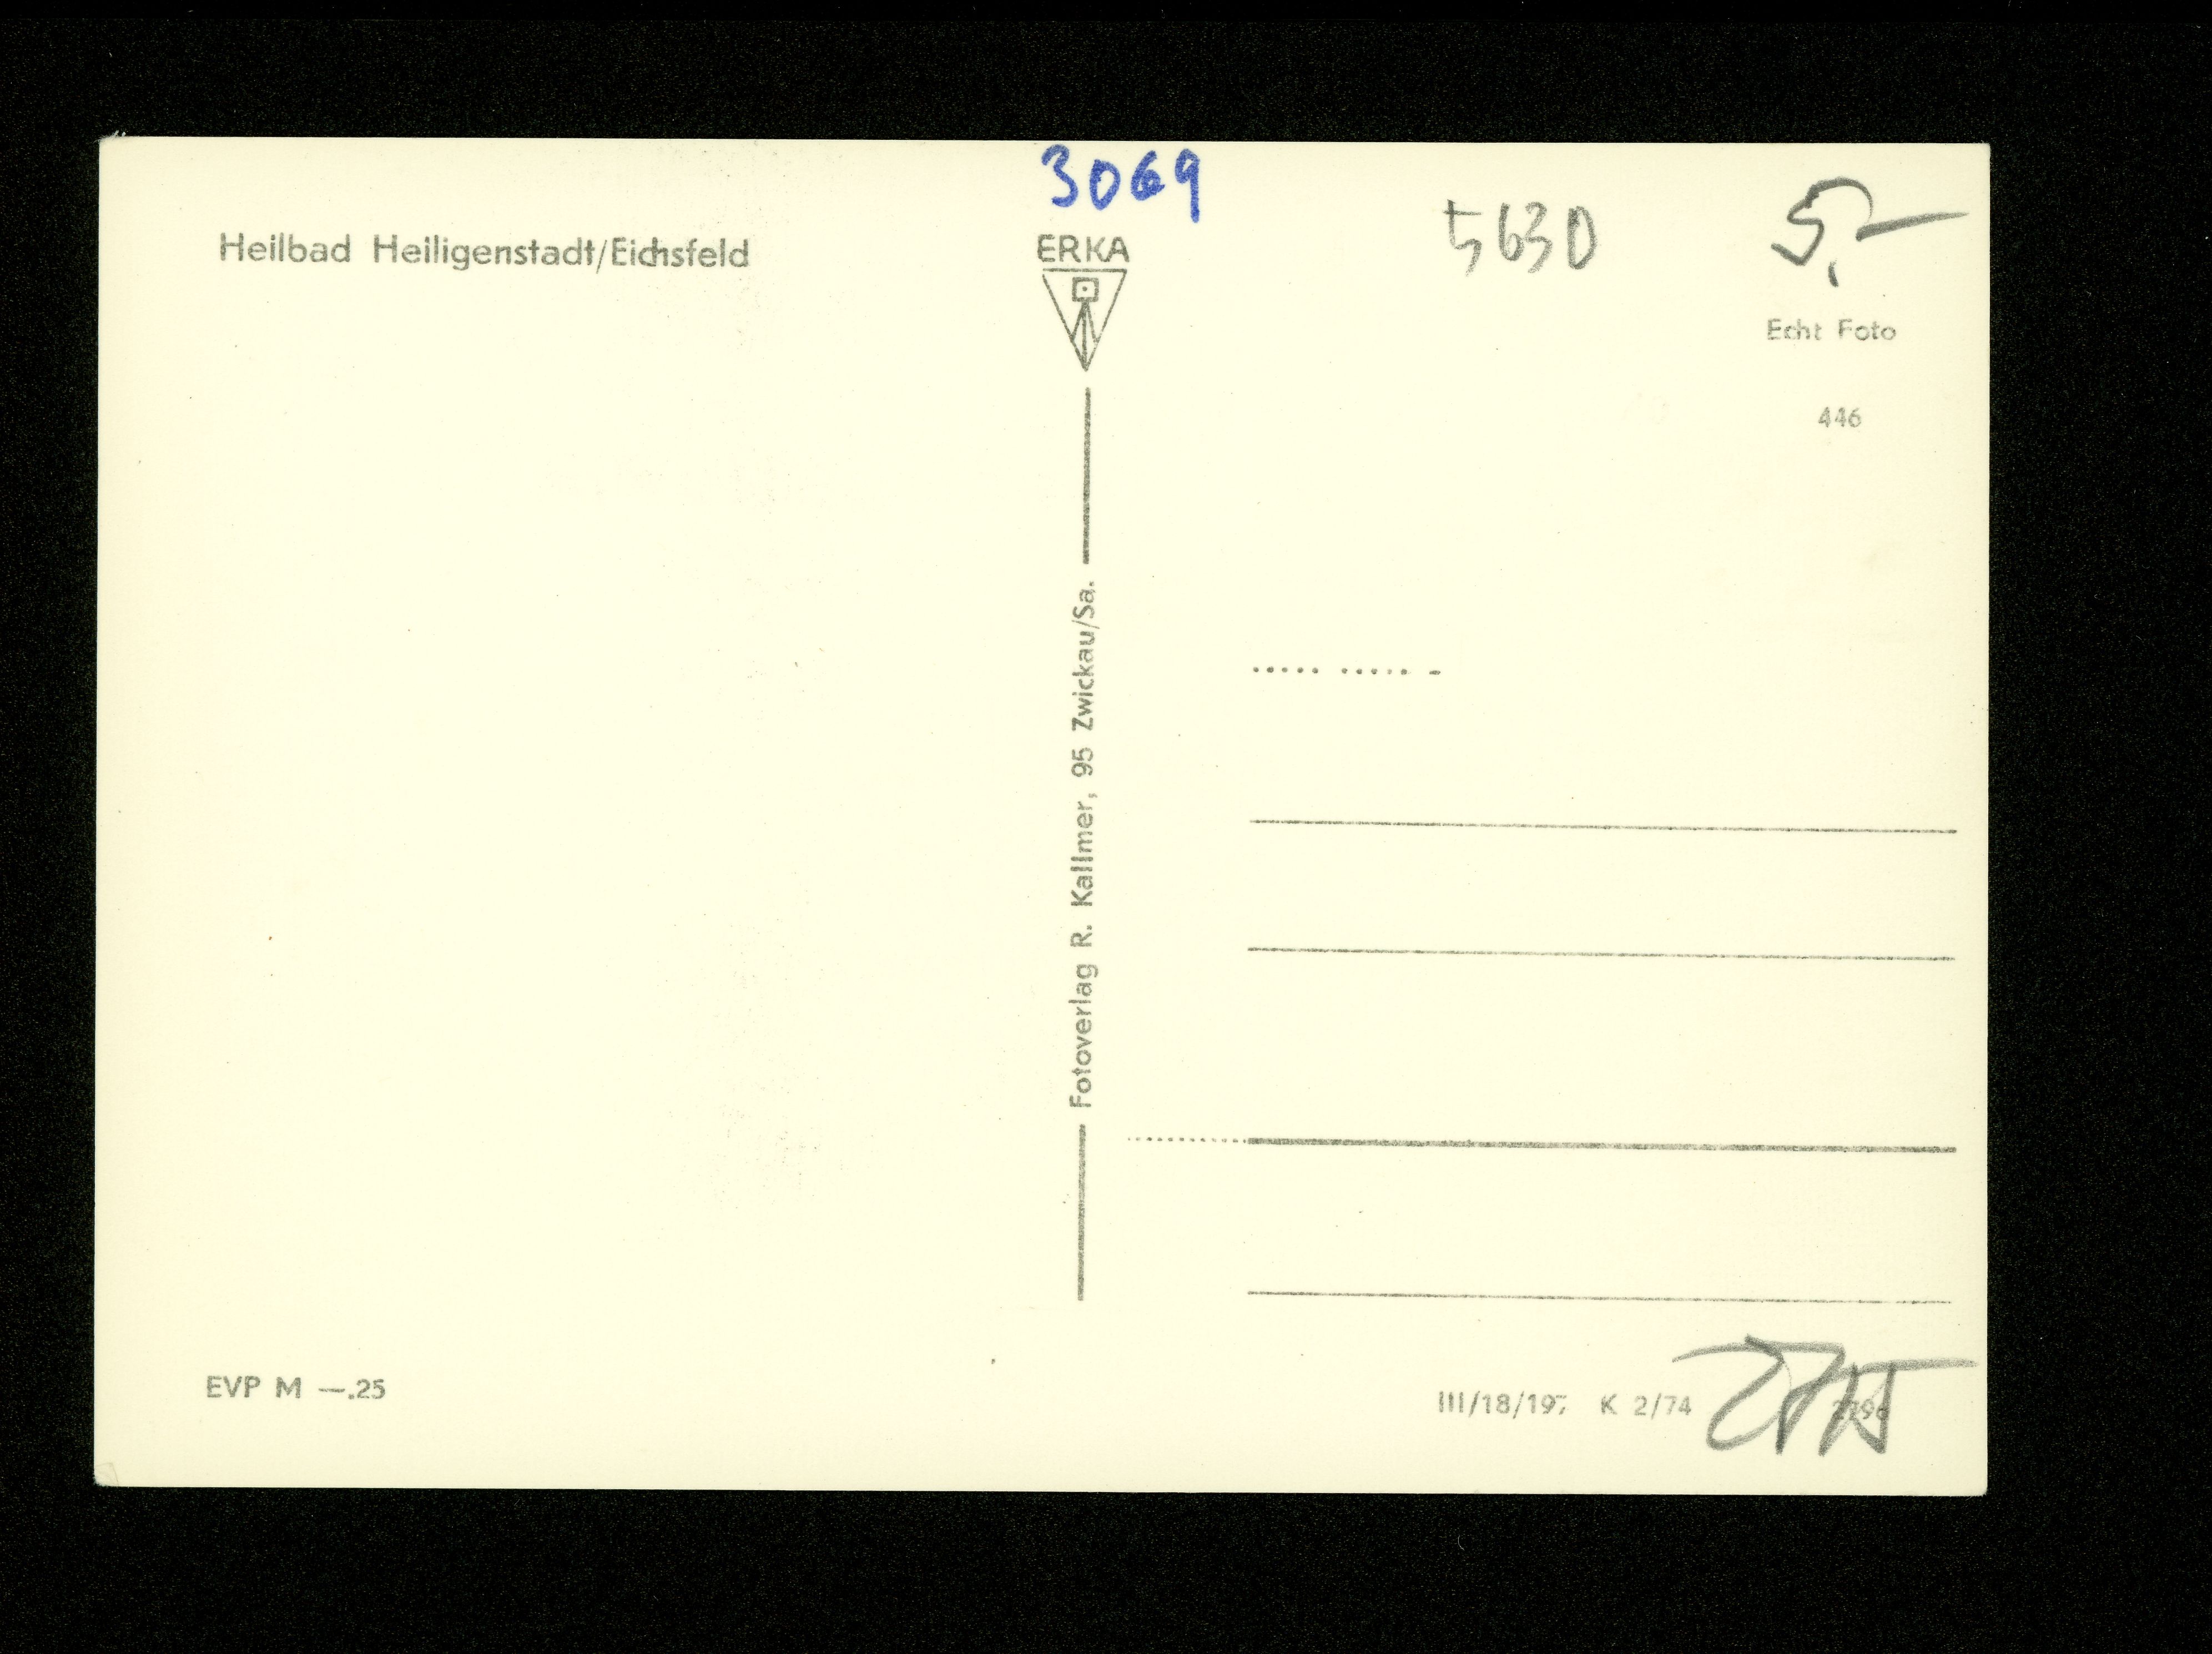 3069
5630
5,-
Heilbad Heiligenstadt/Eichsfeld
ERKA
Echt Foto
446
Fotoverlag R. Kallmer, 95 Zwickau/Sa.
EVP M —.25
III/18/197 K 2/74